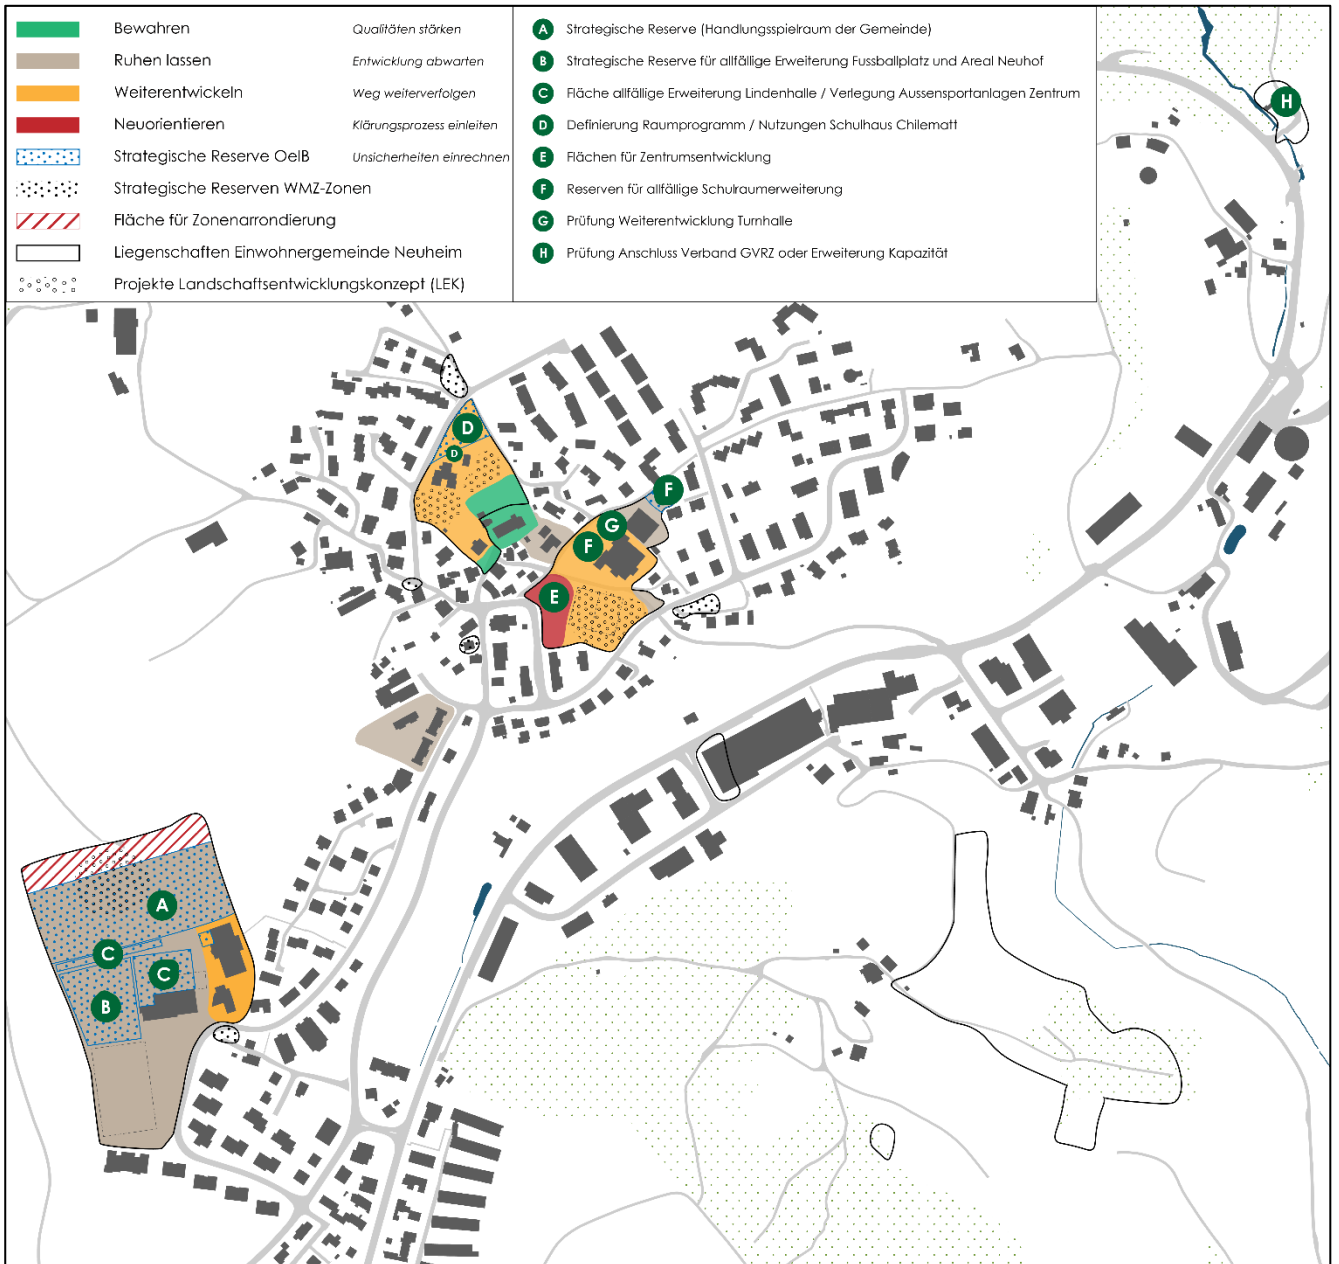 Bewahren Qualitäten stärken
Ruhen lassen Entwicklung abwarten
Weiterentwickeln Weg weiterverfolgen
Neuorientieren Klärungsprozess einleiten
Strategische Reserve OeIB Unsicherheiten einrechnen
Strategische Reserven WMZ-Zonen
Fläche für Zonenarrondierung
Liegenschaften Einwohnergemeinde Neuheim
Projekte Landschaftsentwicklungskonzept (LEK)
A Strategische Reserve (Handlungsspielraum der Gemeinde)
B Strategische Reserve für allfällige Erweiterung Fussballplatz und Areal Neuhof
C Fläche allfällige Erweiterung Lindenhalle / Verlegung Aussensportanlagen Zentrum
D Definierung Raumprogramm / Nutzungen Schulhaus Chilematt
E Flächen für Zentrumsentwicklung
F Reserven für allfällige Schulraumerweiterung
G Prüfung Weiterentwicklung Turnhalle
H Prüfung Anschluss Verband GVRZ oder Erweiterung Kapazität
H
D
D
F
G
F
E
A
C
C
B